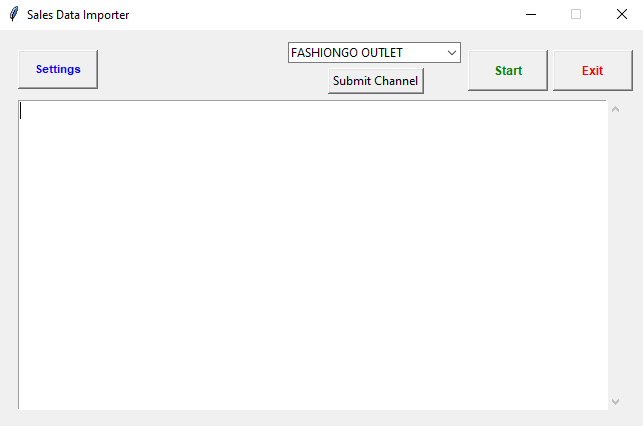 Sales Data Importer
Settings
FASHIONGO OUTLET
Submit Channel
Start
Exit